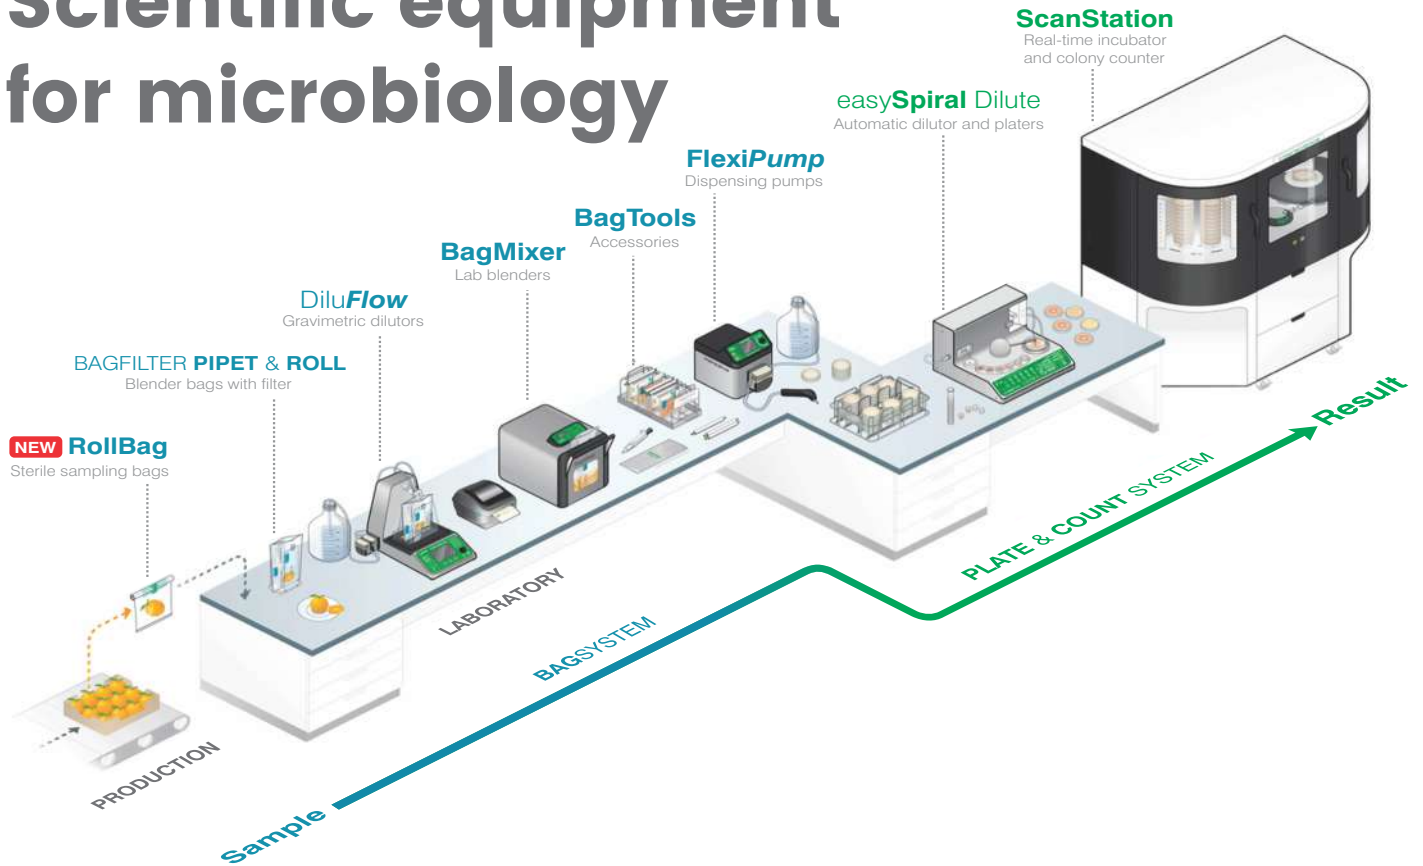 Scientific equipment
for microbiology
ScanStation
Real-time incubator
and colony counter
easySpiral Dilute
Automatic dilutor and platers
FlexiPump
Dispensing pumps
BagTools
Accessories
BagMixer
Lab blenders
DiluFlow
Gravimetric dilutors
BAGFILTER PIPET & ROLL
Blender bags with filter
NEW RollBag
Sterile sampling bags
PRODUCTION
LABORATORY
Sample
BAGSYSTEM
PLATE & COUNT SYSTEM
Result